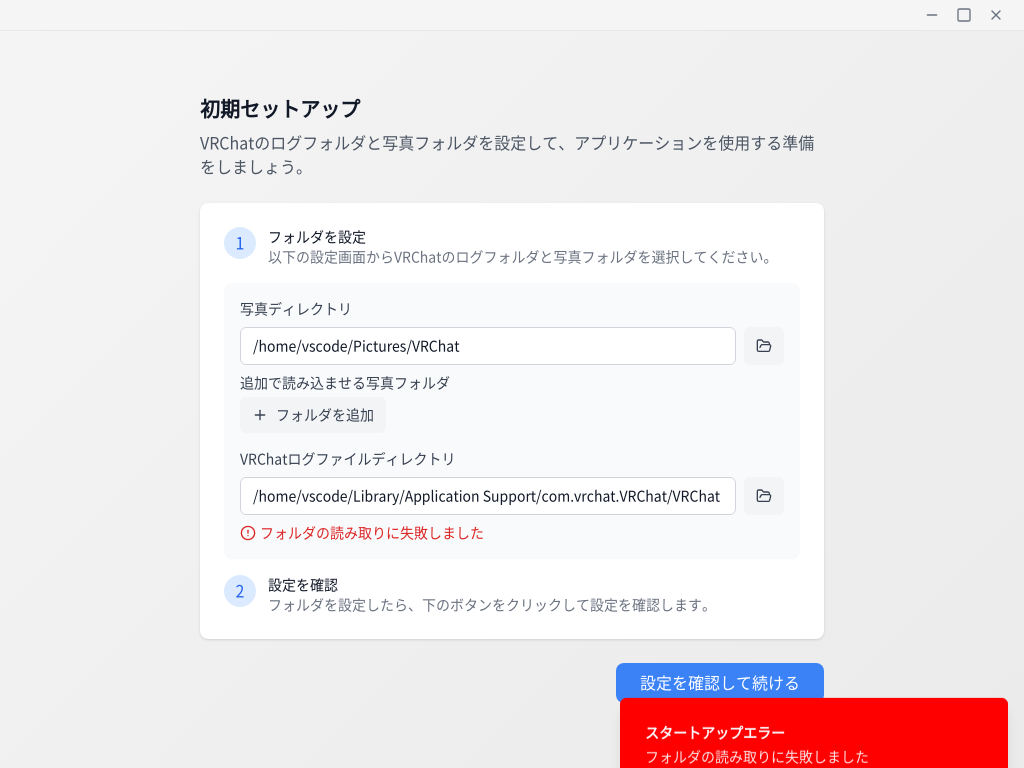 初期セットアップ
VRChatのログフォルダと写真フォルダを設定して、アプリケーションを使用する準備
をしましょう。
1
フォルダを設定
以下の設定画面からVRChatのログフォルダと写真フォルダを選択してください。
写真ディレクトリ
/home/vscode/Pictures/VRChat
追加で読み込ませる写真フォルダ
フォルダを追加
VRChatログファイルディレクトリ
/home/vscode/Library/Application Support/com.vrchat.VRChat/VRChat
フォルダの読み取りに失敗しました
2
設定を確認
フォルダを設定したら、下のボタンをクリックして設定を確認します。
設定を確認して続ける
スタートアップエラー
フォルダの読み取りに失敗しました